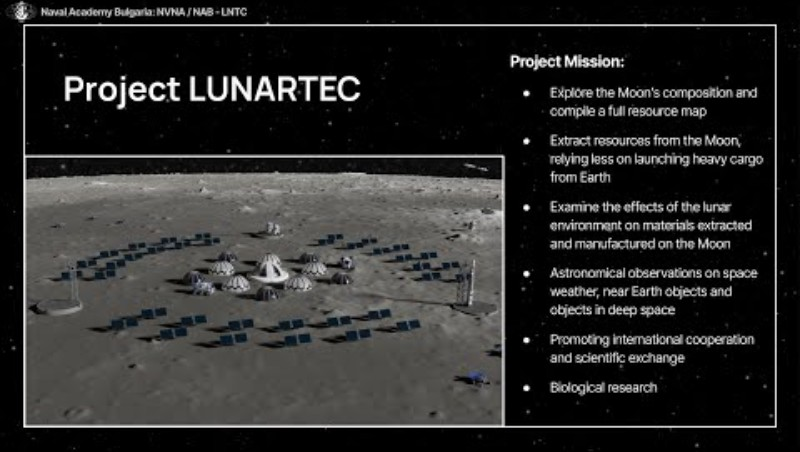 Naval Academy Bulgaria: NVNA / NAB - LNTC
Project LUNARTEC
Project Mission:
• Explore the Moon's composition and
compile a full resource map
• Extract resources from the Moon,
relying less on launching heavy cargo
from Earth
• Examine the effects of the lunar
environment on materials extracted
and manufactured on the Moon
• Astronomical observations on space
weather, near Earth objects and
objects in deep space
• Promoting international cooperation
and scientific exchange
• Biological research